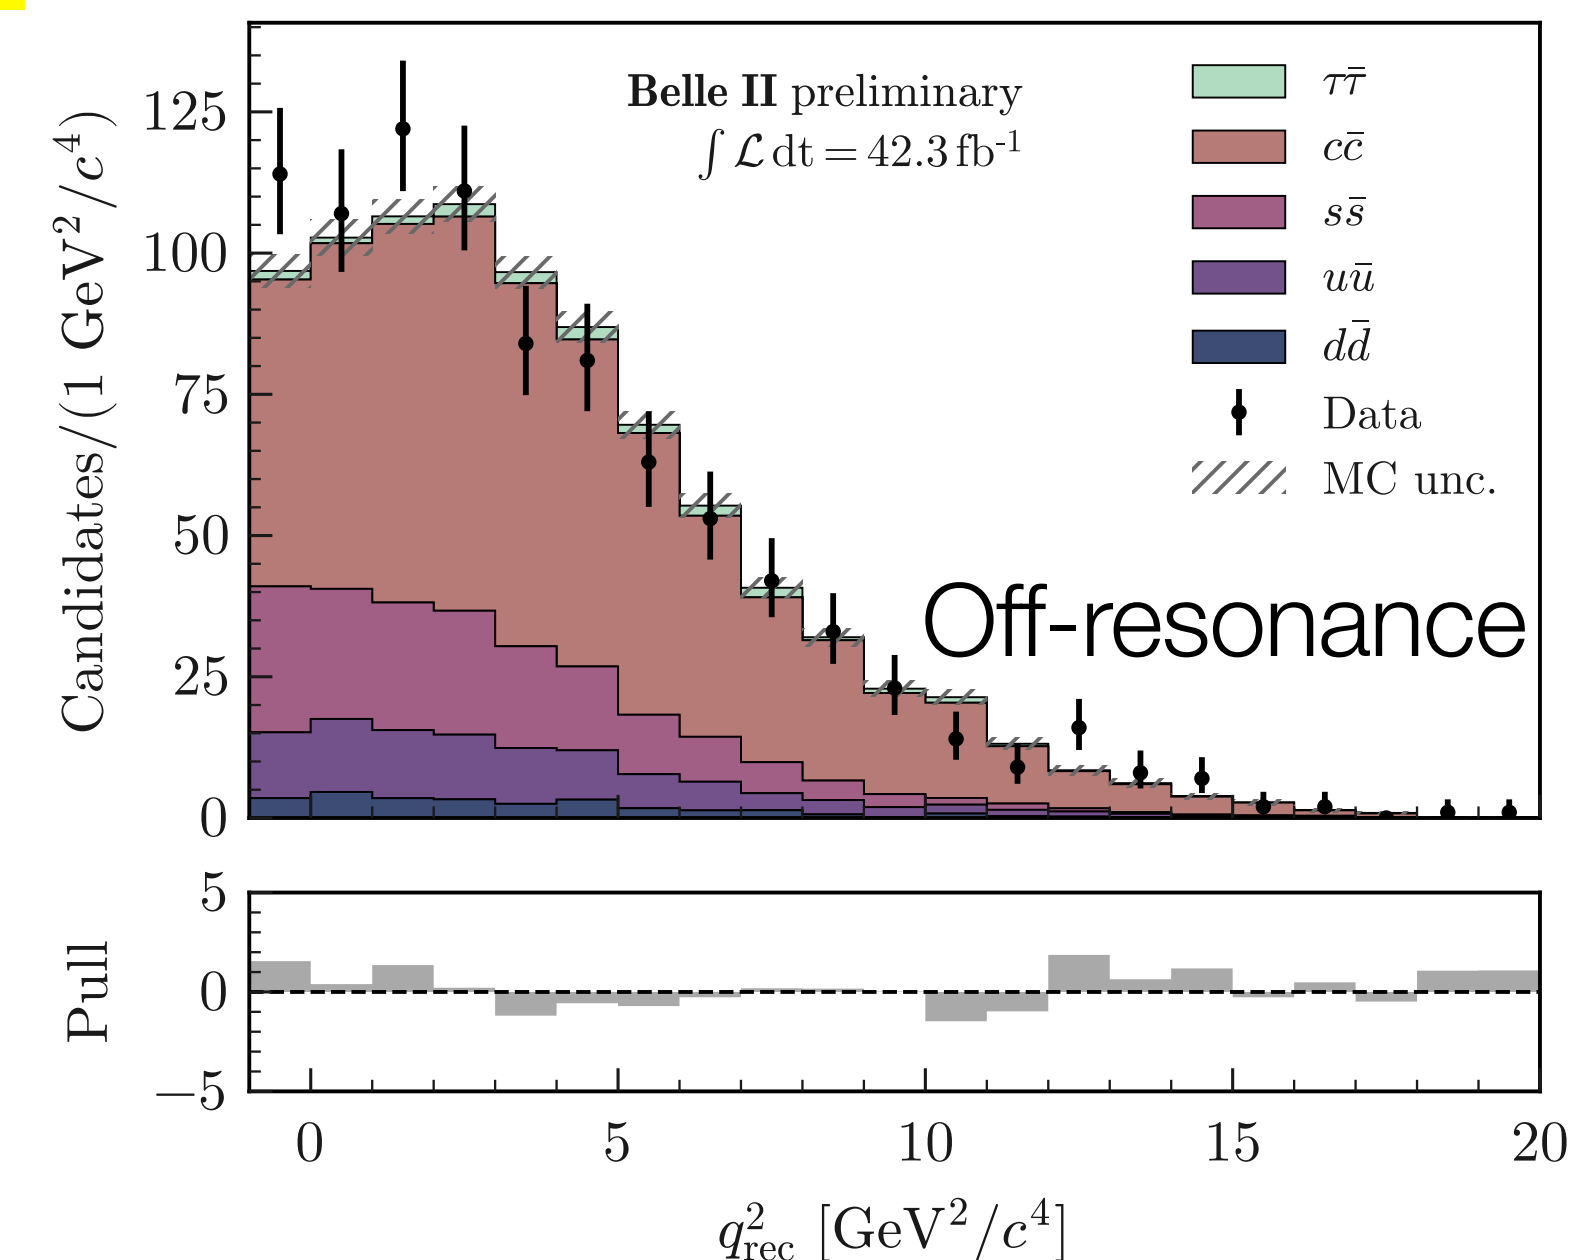 Belle II preliminary
∫ ℒ dt = 42.3 fb⁻¹
ττ̄
cc̄
ss̄
uū
dd̄
Data
MC unc.
Off-resonance
Candidates/(1 GeV²/c⁴)
125
100
75
50
25
0
Pull
5
0
−5
0 5 10 15 20
q²rec [GeV²/c⁴]